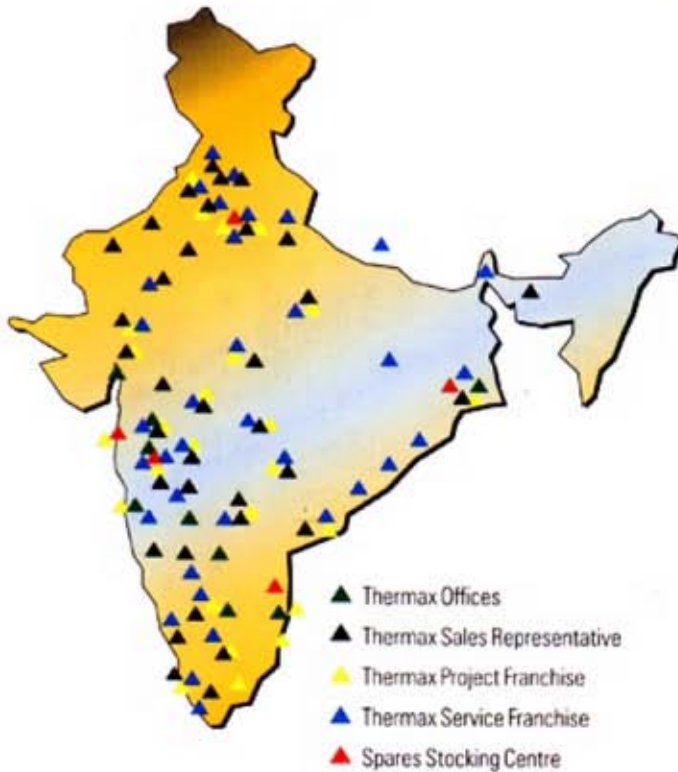 Thermax Offices
Thermax Sales Representative
Thermax Project Franchise
Thermax Service Franchise
Spares Stocking Centre